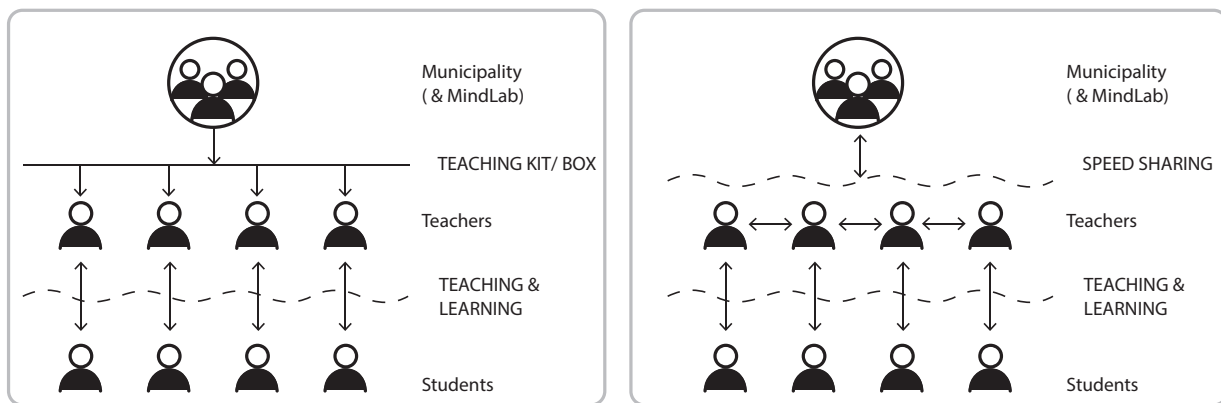 Municipality
( & MindLab)
TEACHING KIT/ BOX
Teachers
TEACHING &
LEARNING
Students
Municipality
( & MindLab)
SPEED SHARING
Teachers
TEACHING &
LEARNING
Students